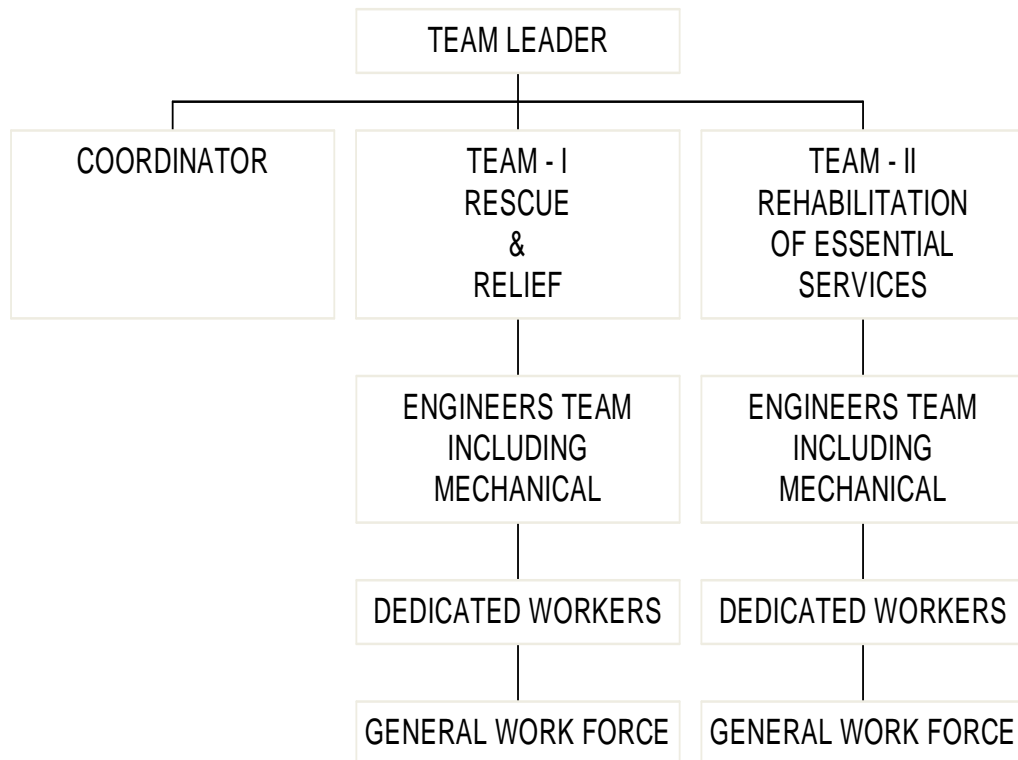 TEAM LEADER
COORDINATOR
TEAM - I
RESCUE
&
RELIEF
TEAM - II
REHABILITATION
OF ESSENTIAL
SERVICES
ENGINEERS TEAM
INCLUDING
MECHANICAL
ENGINEERS TEAM
INCLUDING
MECHANICAL
DEDICATED WORKERS
DEDICATED WORKERS
GENERAL WORK FORCE
GENERAL WORK FORCE